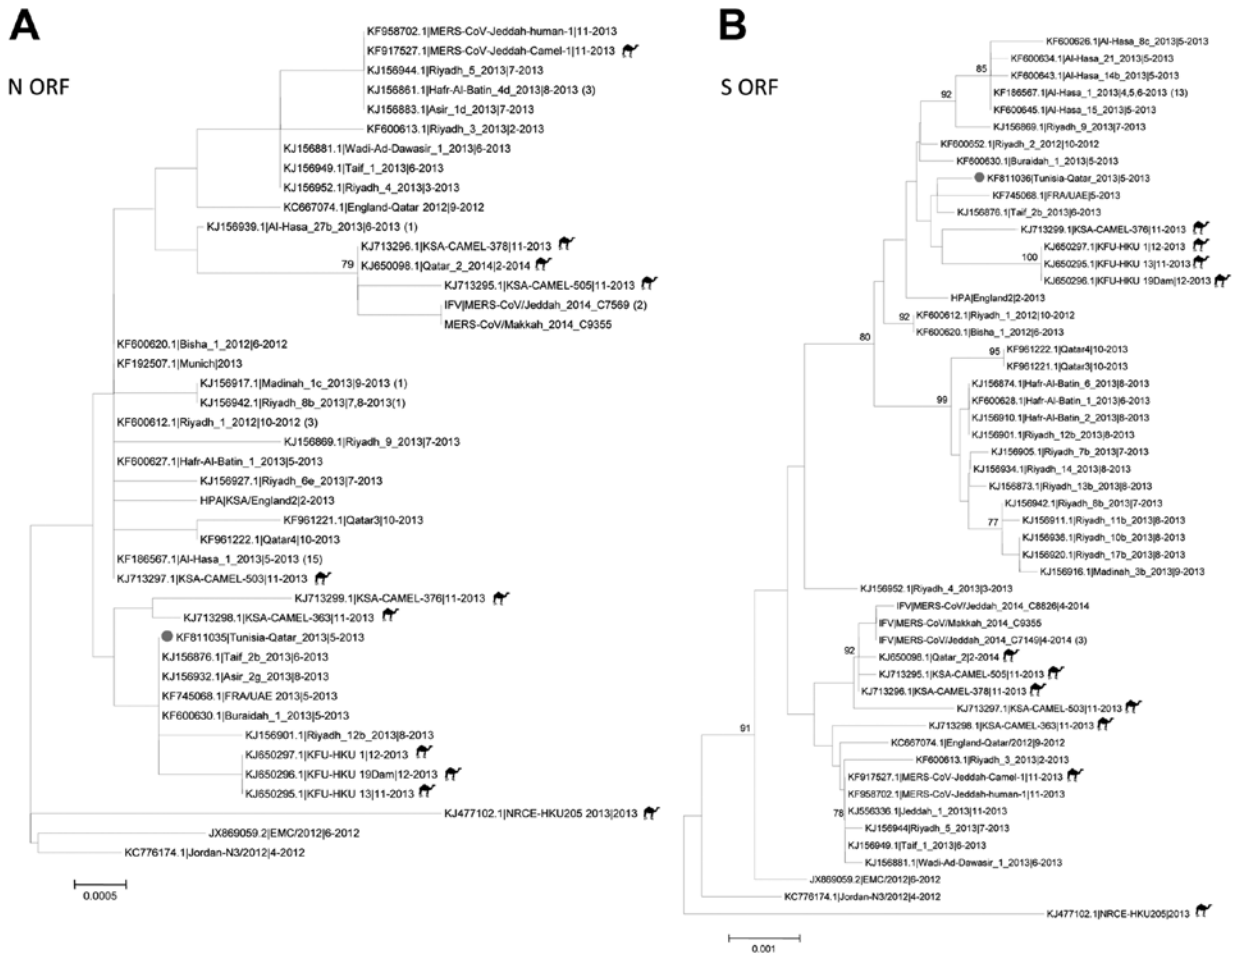 A
N ORF
KF958702.1|MERS-CoV-Jeddah-human-1|11-2013
KF917527.1|MERS-CoV-Jeddah-Camel-1|11-2013
KJ156944.1|Riyadh_5_2013|7-2013
KJ156861.1|Hafr-Al-Batin_4d_2013|8-2013 (3)
KJ156883.1|Asir_1d_2013|7-2013
KF600613.1|Riyadh_3_2013|2-2013
KJ156881.1|Wadi-Ad-Dawasir_1_2013|6-2013
KJ156949.1|Taif_1_2013|6-2013
KJ156952.1|Riyadh_4_2013|3-2013
KC667074.1|England-Qatar 2012|9-2012
KJ156939.1|Al-Hasa_27b_2013|6-2013 (1)
KJ713296.1|KSA-CAMEL-378|11-2013
79
KJ650098.1|Qatar_2_2014|2-2014
KJ713295.1|KSA-CAMEL-505|11-2013
IFV|MERS-CoV/Jeddah_2014_C7569 (2)
MERS-CoV/Makkah_2014_C9355
KF600620.1|Bisha_1_2012|6-2012
KF192507.1|Munich|2013
KJ156917.1|Madinah_1c_2013|9-2013 (1)
KJ156942.1|Riyadh_8b_2013|7,8-2013(1)
KF600612.1|Riyadh_1_2012|10-2012 (3)
KJ156869.1|Riyadh_9_2013|7-2013
KF600627.1|Hafr-Al-Batin_1_2013|5-2013
KJ156927.1|Riyadh_6e_2013|7-2013
HPA|KSA/England2|2-2013
KF961221.1|Qatar3|10-2013
KF961222.1|Qatar4|10-2013
KF186567.1|Al-Hasa_1_2013|5-2013 (15)
KJ713297.1|KSA-CAMEL-503|11-2013
KJ713299.1|KSA-CAMEL-376|11-2013
KJ713298.1|KSA-CAMEL-363|11-2013
KF811035|Tunisia-Qatar_2013|5-2013
KJ156876.1|Taif_2b_2013|6-2013
KJ156932.1|Asir_2g_2013|8-2013
KF745068.1|FRA/UAE 2013|5-2013
KF600630.1|Buraidah_1_2013|5-2013
KJ156901.1|Riyadh_12b_2013|8-2013
KJ650297.1|KFU-HKU 1|12-2013
KJ650296.1|KFU-HKU 19Dam|12-2013
KJ650295.1|KFU-HKU 13|11-2013
KJ477102.1|NRCE-HKU205 2013|2013
JX869059.2|EMC/2012|6-2012
KC776174.1|Jordan-N3/2012|4-2012
0.0005
B
S ORF
KF600626.1|Al-Hasa_8c_2013|5-2013
KF600634.1|Al-Hasa_21_2013|5-2013
85
KF600643.1|Al-Hasa_14b_2013|5-2013
92
KF186567.1|Al-Hasa_1_2013|4,5,6-2013 (13)
KF600645.1|Al-Hasa_15_2013|5-2013
KJ156869.1|Riyadh_9_2013|7-2013
KF600652.1|Riyadh_2_2012|10-2012
KF600630.1|Buraidah_1_2013|5-2013
KF811036|Tunisia-Qatar_2013|5-2013
KF745068.1|FRA/UAE|5-2013
KJ156876.1|Taif_2b_2013|6-2013
KJ713299.1|KSA-CAMEL-376|11-2013
KJ650297.1|KFU-HKU 1|12-2013
100
KJ650295.1|KFU-HKU 13|11-2013
KJ650296.1|KFU-HKU 19Dam|12-2013
HPA|England2|2-2013
92
KF600612.1|Riyadh_1_2012|10-2012
KF600620.1|Bisha_1_2012|6-2013
80
95
KF961222.1|Qatar4|10-2013
KF961221.1|Qatar3|10-2013
KJ156874.1|Hafr-Al-Batin_6_2013|8-2013
99
KF600628.1|Hafr-Al-Batin_1_2013|6-2013
KJ156910.1|Hafr-Al-Batin_2_2013|8-2013
KJ156901.1|Riyadh_12b_2013|8-2013
KJ156905.1|Riyadh_7b_2013|7-2013
KJ156934.1|Riyadh_14_2013|8-2013
KJ156873.1|Riyadh_13b_2013|8-2013
KJ156942.1|Riyadh_8b_2013|7-2013
77
KJ156911.1|Riyadh_11b_2013|8-2013
KJ156936.1|Riyadh_10b_2013|8-2013
KJ156920.1|Riyadh_17b_2013|8-2013
KJ156916.1|Madinah_3b_2013|9-2013
KJ156952.1|Riyadh_4_2013|3-2013
IFV|MERS-CoV/Jeddah_2014_C8826|4-2014
IFV|MERS-CoV/Makkah_2014_C9355
IFV|MERS-CoV/Jeddah_2014_C7149|4-2014 (3)
92
KJ650098.1|Qatar_2|2-2014
KJ713295.1|KSA-CAMEL-505|11-2013
KJ713296.1|KSA-CAMEL-378|11-2013
KJ713297.1|KSA-CAMEL-503|11-2013
91
KJ713298.1|KSA-CAMEL-363|11-2013
KC667074.1|England-Qatar/2012|9-2012
KF600613.1|Riyadh_3_2013|2-2013
KF917527.1|MERS-CoV-Jeddah-Camel-1|11-2013
KF958702.1|MERS-CoV-Jeddah-human-1|11-2013
78
KJ556336.1|Jeddah_1_2013|11-2013
KJ156944|Riyadh_5_2013|7-2013
KJ156949.1|Taif_1_2013|6-2013
KJ156881.1|Wadi-Ad-Dawasir_1_2013|6-2013
JX869059.2|EMC/2012|6-2012
KC776174.1|Jordan-N3/2012|4-2012
KJ477102.1|NRCE-HKU205|2013
0.001